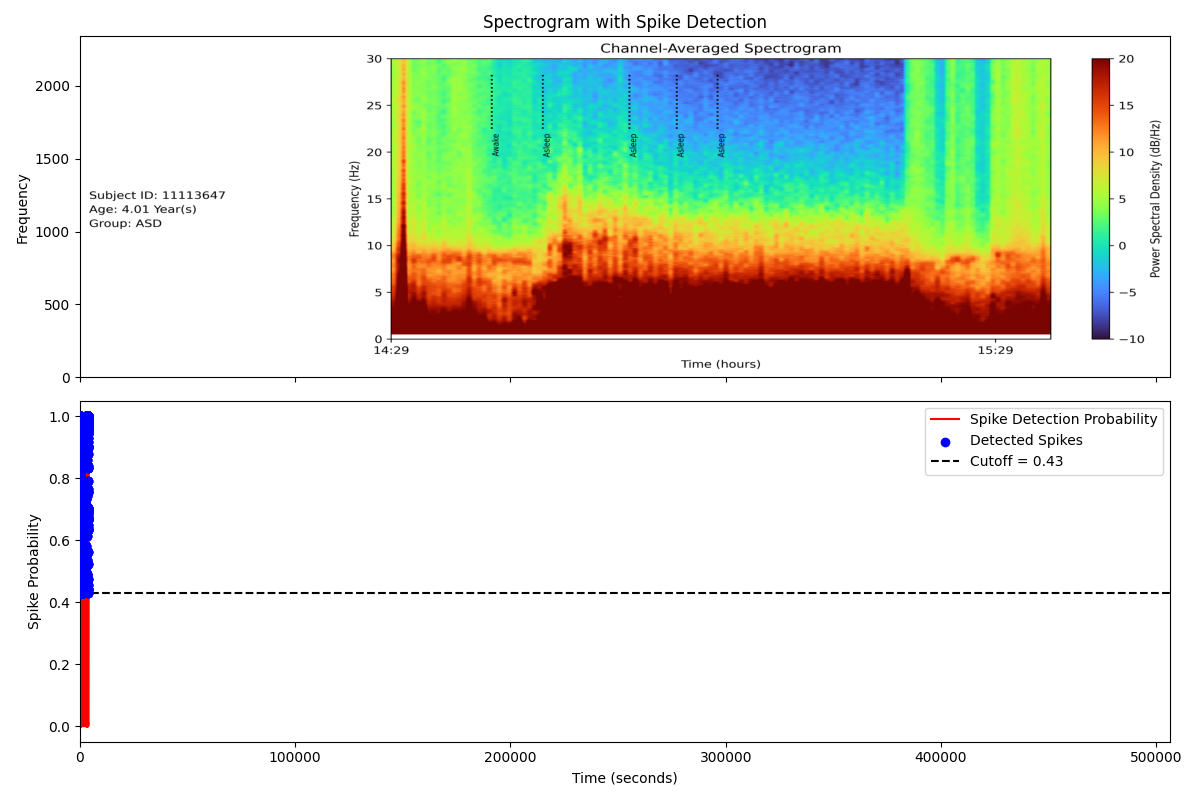 Spectrogram with Spike Detection
Channel-Averaged Spectrogram
Frequency
2000
1500
1000
500
0
Subject ID: 11113647
Age: 4.01 Year(s)
Group: ASD
Frequency (Hz)
30
25
20
15
10
5
0
Awake
Asleep
Asleep
Asleep
Asleep
14:29
15:29
Time (hours)
20
15
10
5
0
−5
−10
Power Spectral Density (dB/Hz)
Spike Probability
1.0
0.8
0.6
0.4
0.2
0.0
Spike Detection Probability
Detected Spikes
Cutoff = 0.43
0
100000
200000
300000
400000
500000
Time (seconds)